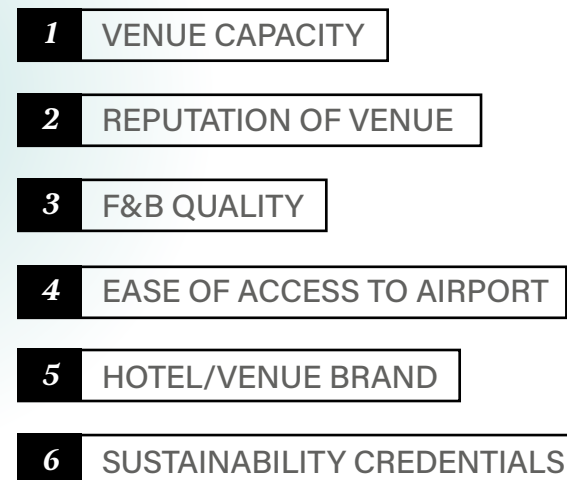 1 VENUE CAPACITY
2 REPUTATION OF VENUE
3 F&B QUALITY
4 EASE OF ACCESS TO AIRPORT
5 HOTEL/VENUE BRAND
6 SUSTAINABILITY CREDENTIALS